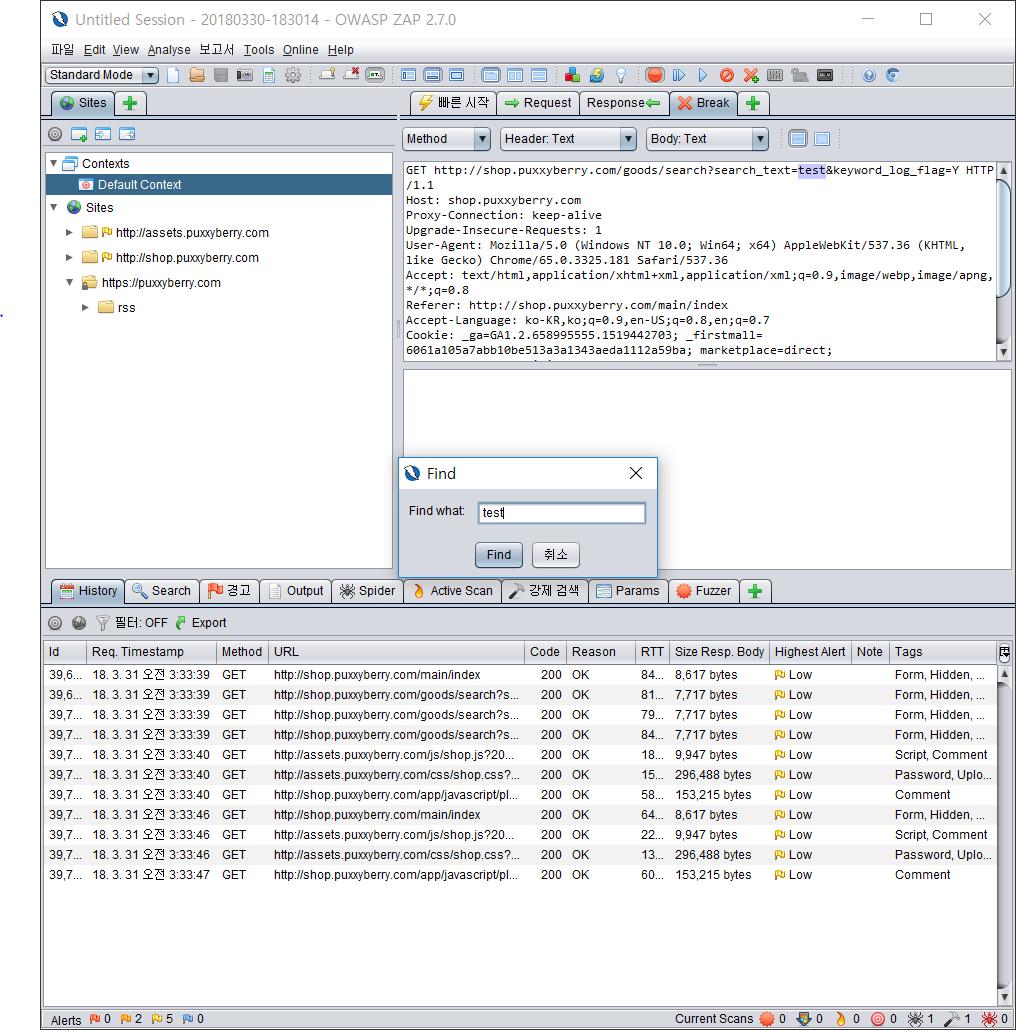 Untitled Session - 20180330-183014 - OWASP ZAP 2.7.0
파일 Edit View Analyse 보고서 Tools Online Help
Standard Mode
Sites
빠른 시작 Request Response Break
Method Header: Text Body: Text
Contexts
Default Context
Sites
http://assets.puxxyberry.com
http://shop.puxxyberry.com
https://puxxyberry.com
rss
GET http://shop.puxxyberry.com/goods/search?search_text=test&keyword_log_flag=Y HTTP
/1.1
Host: shop.puxxyberry.com
Proxy-Connection: keep-alive
Upgrade-Insecure-Requests: 1
User-Agent: Mozilla/5.0 (Windows NT 10.0; Win64; x64) AppleWebKit/537.36 (KHTML,
like Gecko) Chrome/65.0.3325.181 Safari/537.36
Accept: text/html,application/xhtml+xml,application/xml;q=0.9,image/webp,image/apng,
*/*;q=0.8
Referer: http://shop.puxxyberry.com/main/index
Accept-Language: ko-KR,ko;q=0.9,en-US;q=0.8,en;q=0.7
Cookie: _ga=GA1.2.658995555.1519442703; _firstmall=
6061a105a7abb10be513a3a1343aeda1112a59ba; marketplace=direct;
Find
Find what: test
Find 취소
History Search 경고 Output Spider Active Scan 강제 검색 Params Fuzzer
필터: OFF Export
Id Req. Timestamp Method URL Code Reason RTT Size Resp. Body Highest Alert Note Tags
39,6... 18. 3. 31 오전 3:33:39 GET http://shop.puxxyberry.com/main/index 200 OK 84... 8,617 bytes Low Form, Hidden, ...
39,6... 18. 3. 31 오전 3:33:39 GET http://shop.puxxyberry.com/goods/search?s... 200 OK 81... 7,717 bytes Low Form, Hidden, ...
39,7... 18. 3. 31 오전 3:33:39 GET http://shop.puxxyberry.com/goods/search?s... 200 OK 79... 7,717 bytes Low Form, Hidden, ...
39,7... 18. 3. 31 오전 3:33:39 GET http://shop.puxxyberry.com/goods/search?s... 200 OK 84... 7,717 bytes Low Form, Hidden, ...
39,7... 18. 3. 31 오전 3:33:40 GET http://assets.puxxyberry.com/js/shop.js?20... 200 OK 18... 9,947 bytes Low Script, Comment
39,7... 18. 3. 31 오전 3:33:40 GET http://assets.puxxyberry.com/css/shop.css?... 200 OK 15... 296,488 bytes Low Password, Uplo...
39,7... 18. 3. 31 오전 3:33:40 GET http://shop.puxxyberry.com/app/javascript/pl... 200 OK 58... 153,215 bytes Low Comment
39,7... 18. 3. 31 오전 3:33:46 GET http://shop.puxxyberry.com/main/index 200 OK 64... 8,617 bytes Low Form, Hidden, ...
39,7... 18. 3. 31 오전 3:33:46 GET http://assets.puxxyberry.com/js/shop.js?20... 200 OK 22... 9,947 bytes Low Script, Comment
39,7... 18. 3. 31 오전 3:33:46 GET http://assets.puxxyberry.com/css/shop.css?... 200 OK 13... 296,488 bytes Low Password, Uplo...
39,7... 18. 3. 31 오전 3:33:47 GET http://shop.puxxyberry.com/app/javascript/pl... 200 OK 60... 153,215 bytes Low Comment
Alerts 0 2 5 0 Current Scans 0 0 0 0 1 1 0